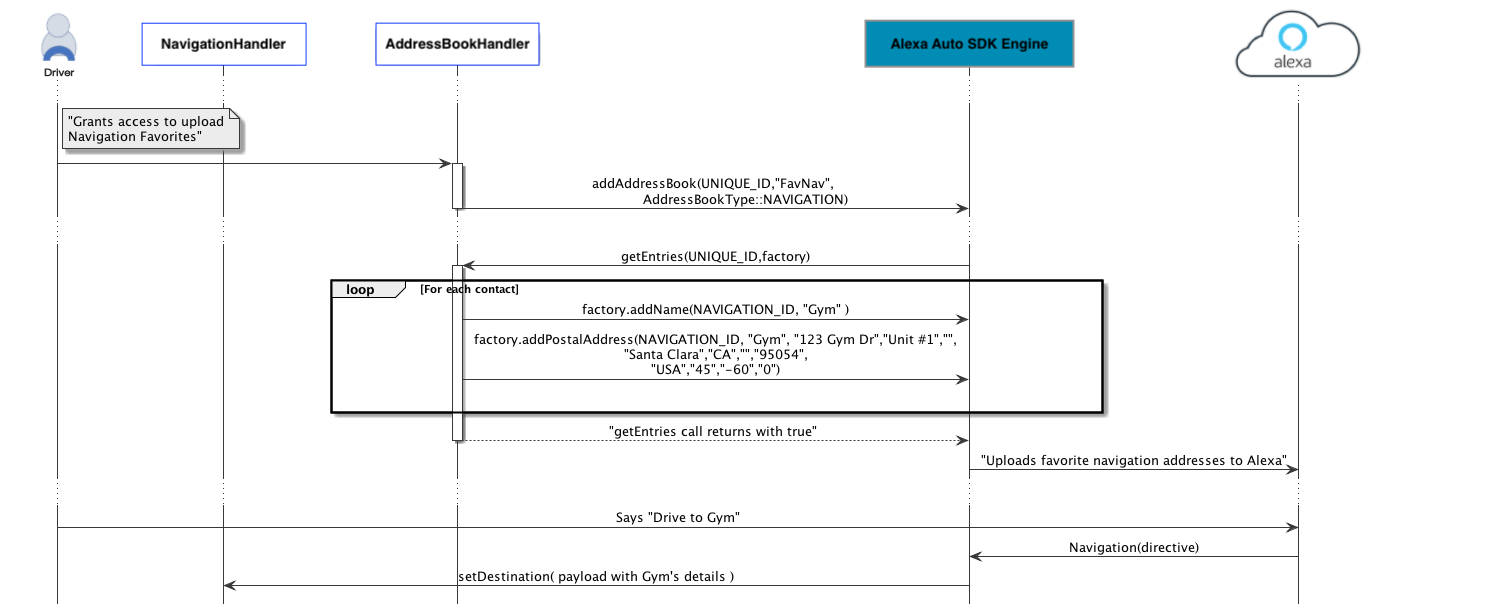 Driver
NavigationHandler
AddressBookHandler
Alexa Auto SDK Engine
alexa
"Grants access to upload
Navigation Favorites"
addAddressBook(UNIQUE_ID,"FavNav",
AddressBookType::NAVIGATION)
getEntries(UNIQUE_ID,factory)
loop
[For each contact]
factory.addName(NAVIGATION_ID, "Gym" )
factory.addPostalAddress(NAVIGATION_ID, "Gym", "123 Gym Dr","Unit #1","",
"Santa Clara","CA","","95054",
"USA","45","-60","0")
"getEntries call returns with true"
"Uploads favorite navigation addresses to Alexa"
Says "Drive to Gym"
Navigation(directive)
setDestination( payload with Gym's details )